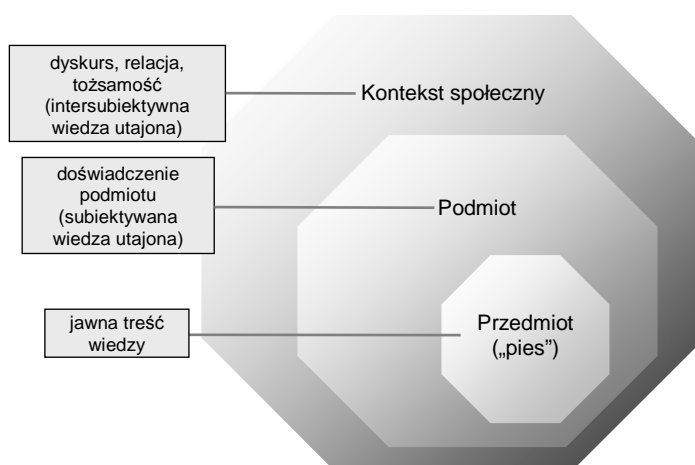 dyskurs, relacja,
tożsamość
(intersubiektywna
wiedza utajona)
Kontekst społeczny
doświadczenie
podmiotu
(subiektywana
wiedza utajona)
Podmiot
jawna treść
wiedzy
Przedmiot
(„pies”)